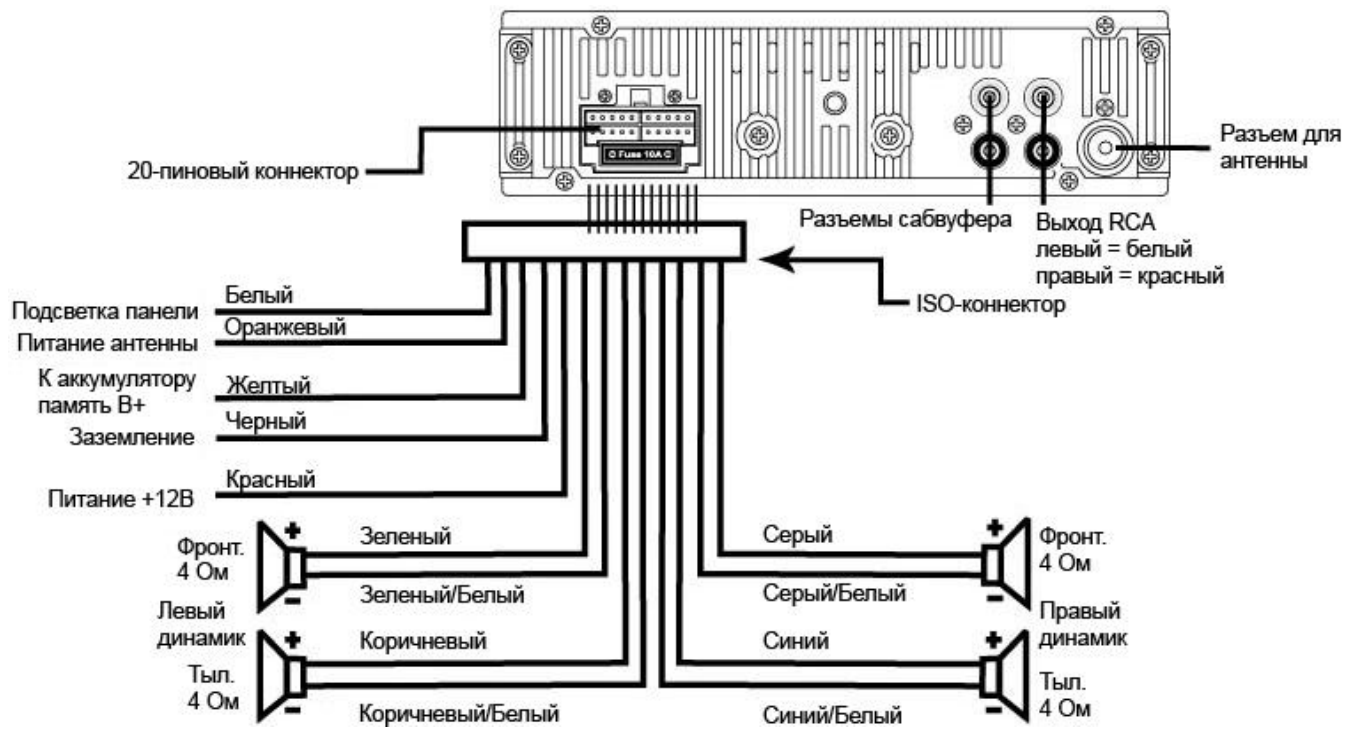 Fuse 10A
20-пиновый коннектор
Разъем для
антенны
Разъемы сабвуфера
Выход RCA
левый = белый
правый = красный
ISO-коннектор
Подсветка панели
Белый
Питание антенны
Оранжевый
К аккумулятору
память В+
Желтый
Заземление
Черный
Питание +12В
Красный
Фронт.
4 Ом
+
Зеленый
–
Зеленый/Белый
Левый
динамик
+
Коричневый
Тыл.
4 Ом
–
Коричневый/Белый
Серый
+
Фронт.
4 Ом
Серый/Белый
–
Правый
динамик
Синий
+
Тыл.
4 Ом
Синий/Белый
–